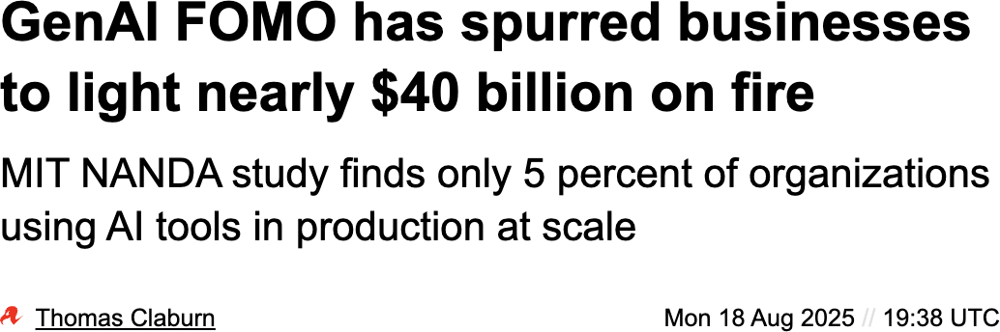 GenAI FOMO has spurred businesses
to light nearly $40 billion on fire
MIT NANDA study finds only 5 percent of organizations
using AI tools in production at scale
Thomas Claburn Mon 18 Aug 2025 // 19:38 UTC